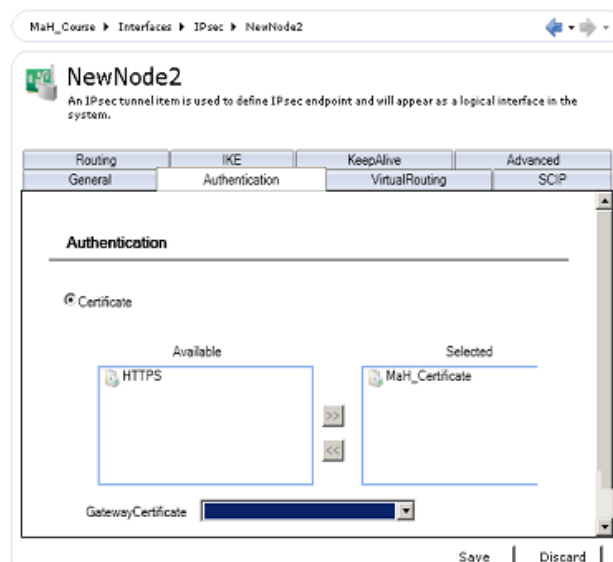 MaH_Course ▶ Interfaces ▶ IPsec ▶ NewNode2
NewNode2
An IPsec tunnel item is used to define IPsec endpoint and will appear as a logical interface in the
system.
Routing IKE KeepAlive Advanced
General Authentication VirtualRouting SCIP
Authentication
Certificate
Available Selected
HTTPS MaH_Certificate
>>
<<
GatewayCertificate
Save | Discard |